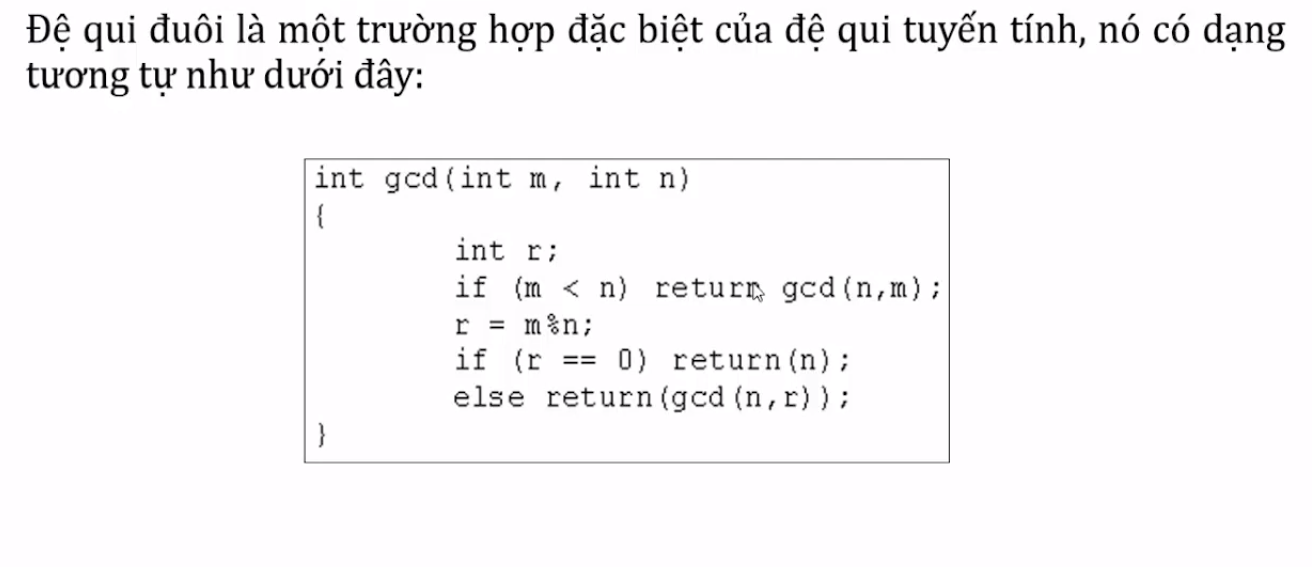 Đệ qui đuôi là một trường hợp đặc biệt của đệ qui tuyến tính, nó có dạng
tương tự như dưới đây:
int gcd(int m, int n)
{
int r;
if (m < n) return gcd(n,m);
r = m%n;
if (r == 0) return(n);
else return(gcd(n,r));
}